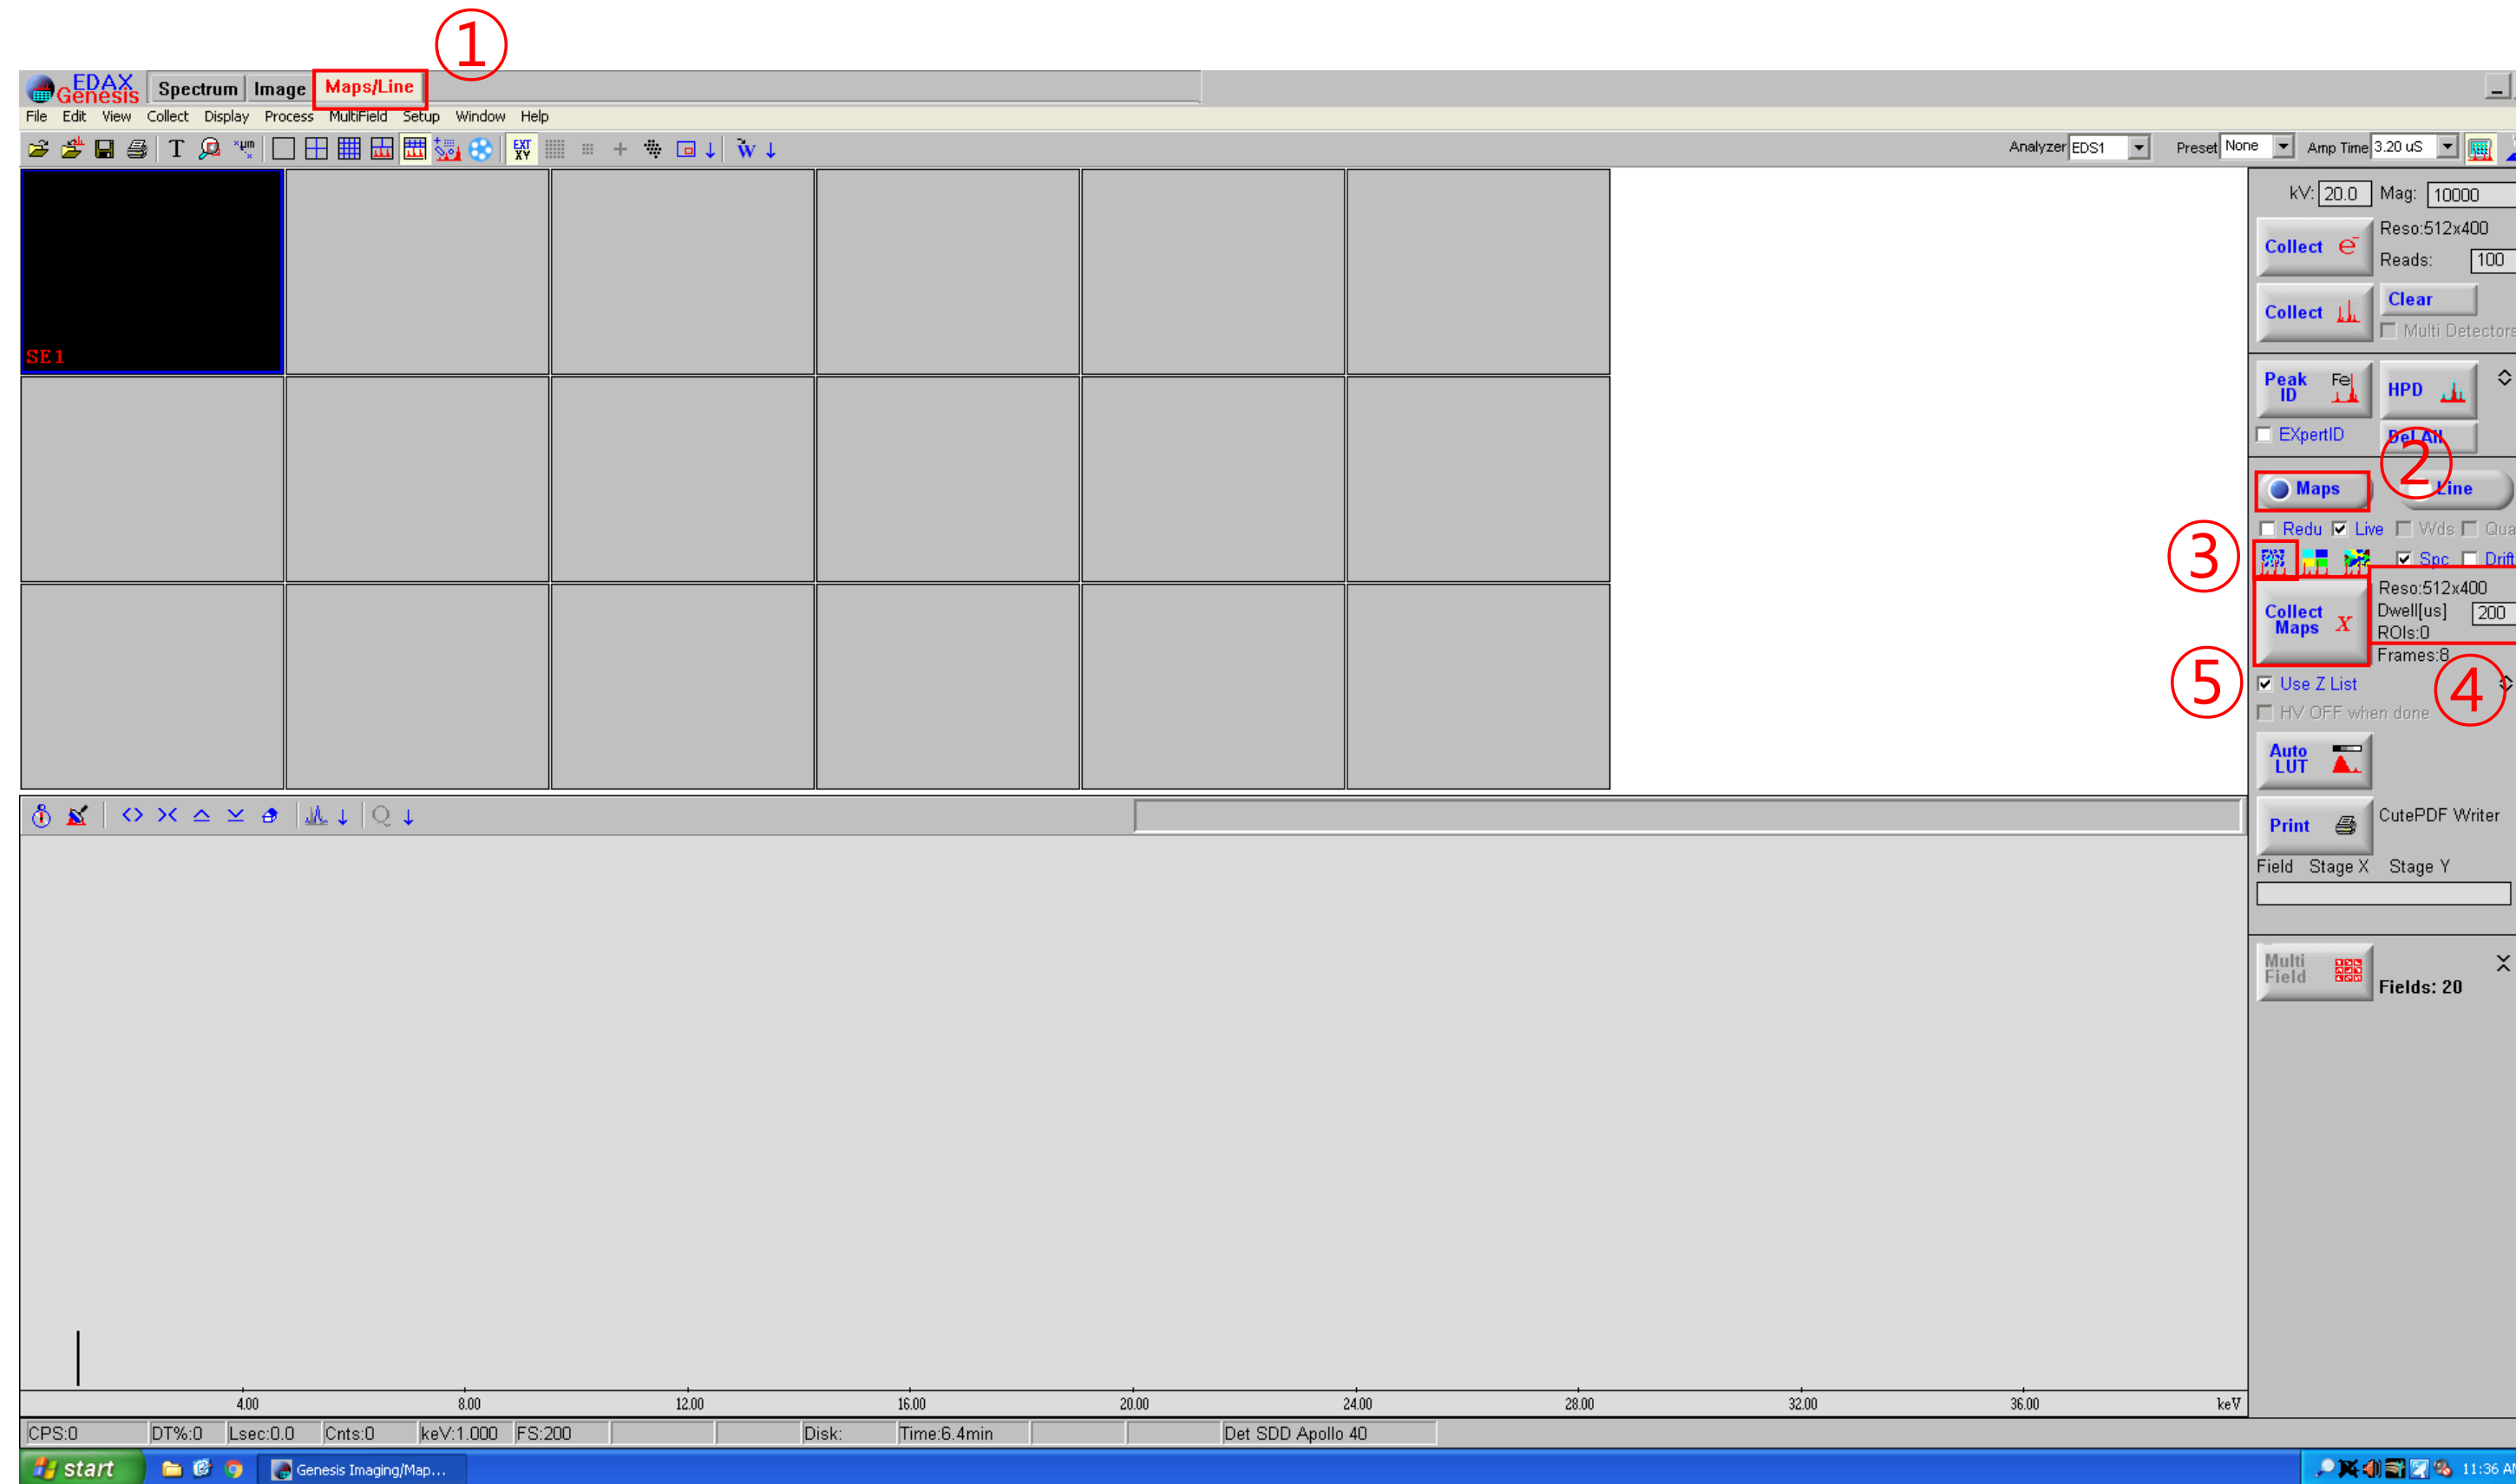 ①
EDAX
Genesis
Spectrum Image Maps/Line
File Edit View Collect Display Process MultiField Setup Window Help
T ×µm EXT XY W Analyzer EDS1 Preset None Amp Time 3.20 uS
kV: 20.0 Mag: 10000
Collect e⁻ Reso:512x400
Reads: 100
Collect Clear
Multi Detectors
SE1
Peak ID Fe HPD
EXpertID Del All
②
Maps Line
Redu Live Wds Qua
③ Spc Drift
Collect Maps X Reso:512x400
Dwell[us] 200
ROIs:0
Frames:8
⑤ Use Z List ④
HV OFF when done
Auto
LUT
Print CutePDF Writer
Field Stage X Stage Y
Multi
Field Fields: 20
Q
4.00 8.00 12.00 16.00 20.00 24.00 28.00 32.00 36.00 keV
CPS:0 DT%:0 Lsec:0.0 Cnts:0 keV:1.000 FS:200 Disk: Time:6.4min Det SDD Apollo 40
start Genesis Imaging/Map... 11:36 AM